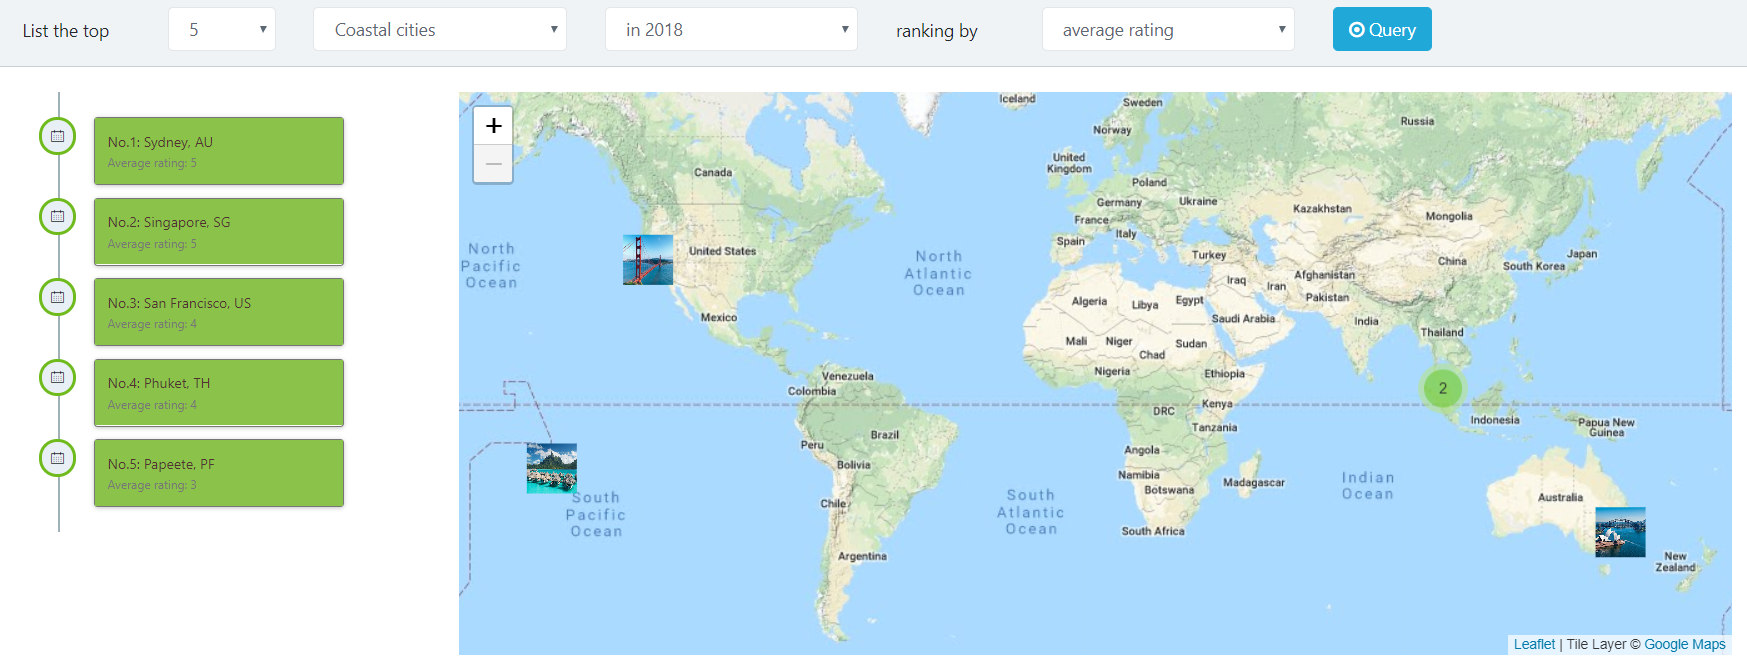 List the top
5
Coastal cities
in 2018
ranking by
average rating
Query
No.1: Sydney, AU
Average rating: 5
No.2: Singapore, SG
Average rating: 5
No.3: San Francisco, US
Average rating: 4
No.4: Phuket, TH
Average rating: 4
No.5: Papeete, PF
Average rating: 3
+
−
Iceland
Sweden
Norway
Russia
United
Kingdom
Canada
Poland
Germany
Ukraine
Kazakhstan
Mongolia
France
Italy
Spain
Turkey
North
Pacific
Ocean
United States
North
Atlantic
Ocean
Japan
China
South Korea
Afghanistan
Iraq
Iran
Pakistan
Algeria
Libya
Egypt
Saudi Arabia
India
Mexico
Thailand
Mali
Niger
Sudan
Chad
Nigeria
Ethiopia
Venezuela
Colombia
2
DRC
Kenya
Indonesia
Papua New
Guinea
Tanzania
Brazil
Peru
Angola
Bolivia
Namibia
Botswana
Madagascar
Indian
Ocean
South
Pacific
Ocean
South
Atlantic
Ocean
Australia
Chile
South Africa
Argentina
New
Zealand
Leaflet | Tile Layer © Google Maps